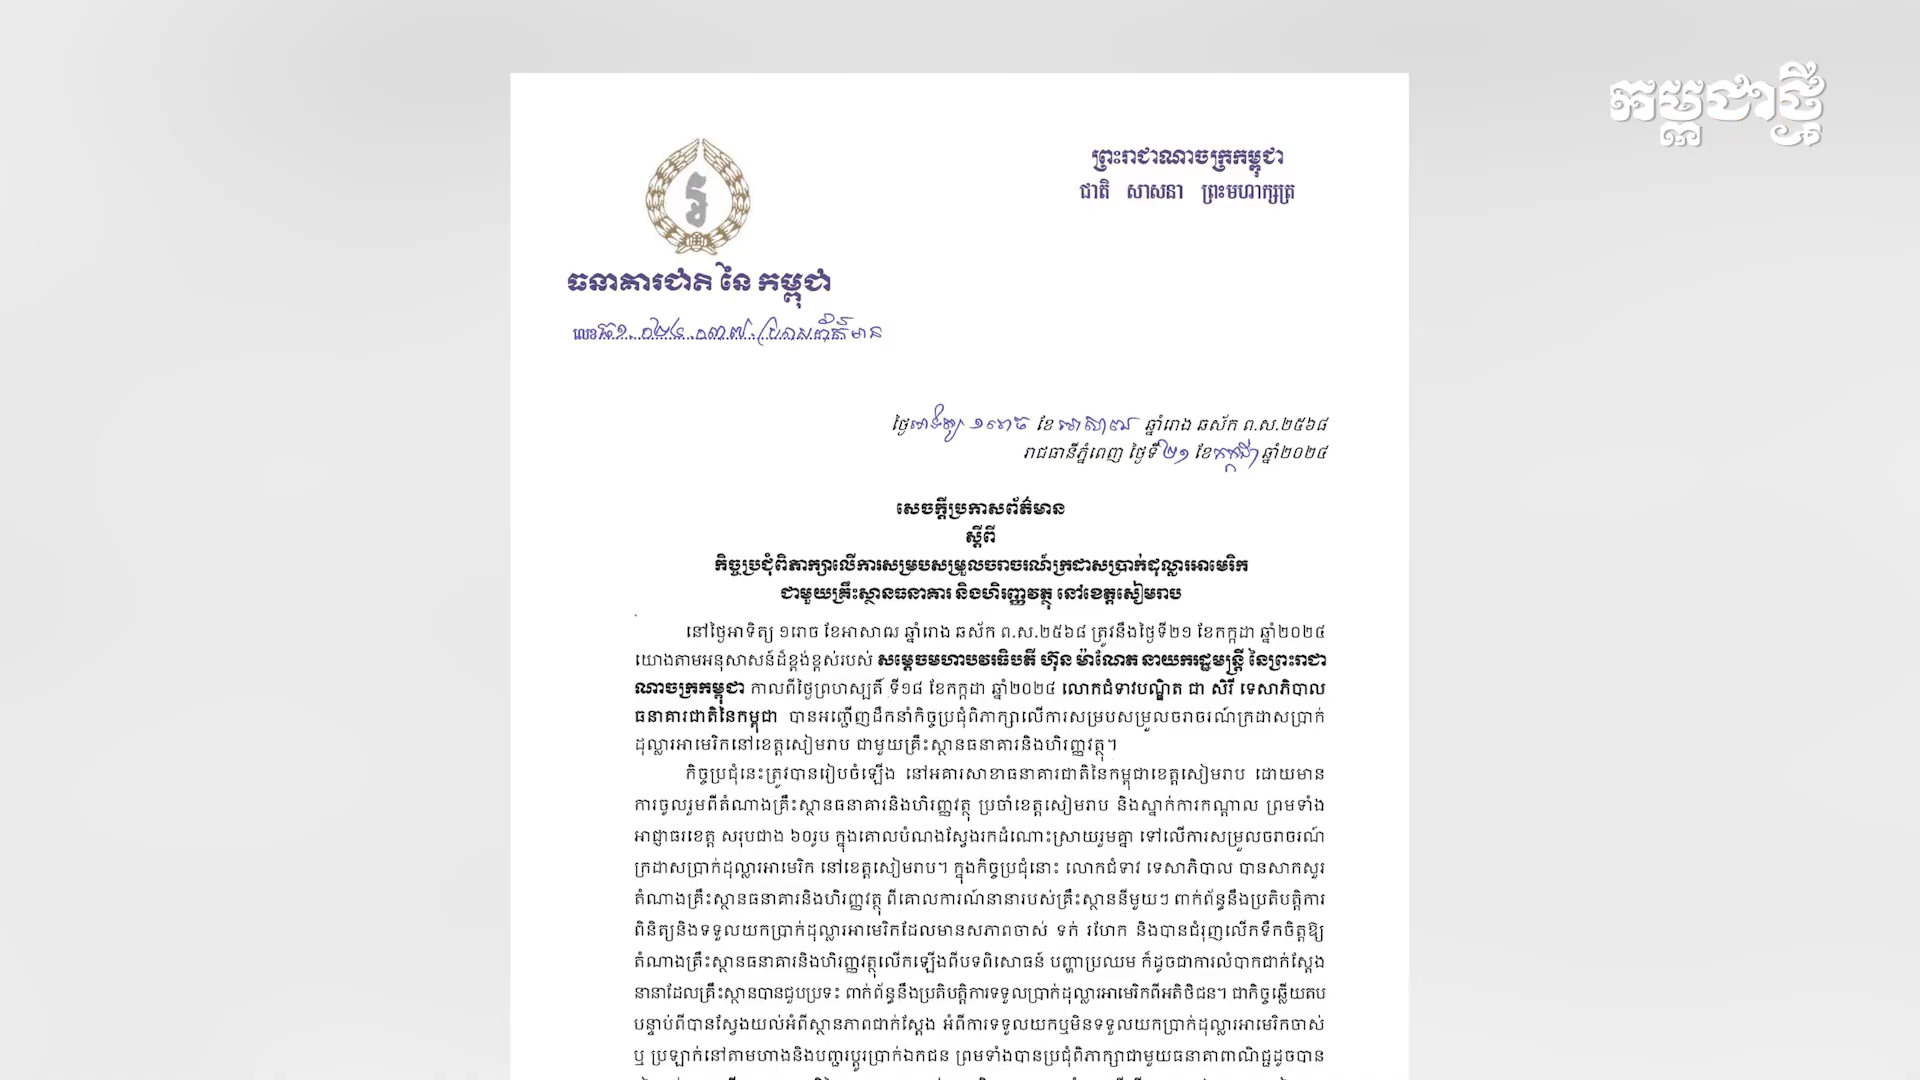 កម្ពុជាថ្មី
ព្រះរាជាណាចក្រកម្ពុជា
ជាតិ សាសនា ព្រះមហាក្សត្រ
ធនាគារជាតិ នៃ កម្ពុជា
លេខ
ថ្ងៃអាទិត្យ ១រោច ខែ អាសាឍ ឆ្នាំរោង ឆស័ក ព.ស.២៥៦៨
រាជធានីភ្នំពេញ ថ្ងៃទី២១ ខែកក្កដា ឆ្នាំ២០២៤
សេចក្តីប្រកាសព័ត៌មាន
ស្តីពី
កិច្ចប្រជុំពិភាក្សាលើការសម្របសម្រួលចរាចរណ៍ក្រដាសប្រាក់ដុល្លារអាមេរិក
ជាមួយគ្រឹះស្ថានធនាគារ និងហិរញ្ញវត្ថុ នៅខេត្តសៀមរាប
នៅថ្ងៃអាទិត្យ ១រោច ខែអាសាឍ ឆ្នាំរោង ឆស័ក ព.ស.២៥៦៨ ត្រូវនឹងថ្ងៃទី២១ ខែកក្កដា ឆ្នាំ២០២៤
យោងតាមអនុសាសន៍ដ៏ខ្ពង់ខ្ពស់របស់ សម្តេចមហាបវរធិបតី ហ៊ុន ម៉ាណែត នាយករដ្ឋមន្ត្រី នៃព្រះរាជា
ណាចក្រកម្ពុជា កាលពីថ្ងៃព្រហស្បតិ៍ ទី១៨ ខែកក្កដា ឆ្នាំ២០២៤ លោកជំទាវបណ្ឌិត ជា សិរី ទេសាភិបាល
ធនាគារជាតិនៃកម្ពុជា បានអញ្ជើញដឹកនាំកិច្ចប្រជុំពិភាក្សាលើការសម្របសម្រួលចរាចរណ៍ក្រដាសប្រាក់
ដុល្លារអាមេរិកនៅខេត្តសៀមរាប ជាមួយគ្រឹះស្ថានធនាគារនិងហិរញ្ញវត្ថុ។
កិច្ចប្រជុំនេះត្រូវបានរៀបចំឡើង នៅអគារសាខាធនាគារជាតិនៃកម្ពុជាខេត្តសៀមរាប ដោយមាន
ការចូលរួមពីតំណាងគ្រឹះស្ថានធនាគារនិងហិរញ្ញវត្ថុ ប្រចាំខេត្តសៀមរាប និងស្នាក់ការកណ្តាល ព្រមទាំង
អាជ្ញាធរខេត្ត សរុបជាង ៦០រូប ក្នុងគោលបំណងស្វែងរកដំណោះស្រាយរួមគ្នា ទៅលើការសម្រួលចរាចរណ៍
ក្រដាសប្រាក់ដុល្លារអាមេរិក នៅខេត្តសៀមរាប។ ក្នុងកិច្ចប្រជុំនោះ លោកជំទាវ ទេសាភិបាល បានសាកសួរ
តំណាងគ្រឹះស្ថានធនាគារនិងហិរញ្ញវត្ថុ ពីគោលការណ៍នានារបស់គ្រឹះស្ថាននីមួយៗ ពាក់ព័ន្ធនឹងប្រតិបត្តិការ
ពិនិត្យនិងទទួលយកប្រាក់ដុល្លារអាមេរិកដែលមានសភាពចាស់ ទក់ រហែក និងបានជំរុញលើកទឹកចិត្តឱ្យ
តំណាងគ្រឹះស្ថានធនាគារនិងហិរញ្ញវត្ថុលើកឡើងពីបទពិសោធន៍ បញ្ហាប្រឈម ក៏ដូចជាការលំបាកជាក់ស្តែង
នានាដែលគ្រឹះស្ថានបានជួបប្រទះ ពាក់ព័ន្ធនឹងប្រតិបត្តិការទទួលប្រាក់ដុល្លារអាមេរិកពីអតិថិជន។ ជាកិច្ចឆ្លើយតប
បន្ទាប់ពីបានស្វែងយល់អំពីស្ថានភាពជាក់ស្តែង អំពីការទទួលយកឬមិនទទួលយកប្រាក់ដុល្លារអាមេរិកចាស់
ឬ ប្រឡាក់នៅតាមហាងនិងបញ្ជរប្តូរប្រាក់ឯកជន ព្រមទាំងបានប្រជុំពិភាក្សាជាមួយធនាគាពាណិជ្ជដូចបាន